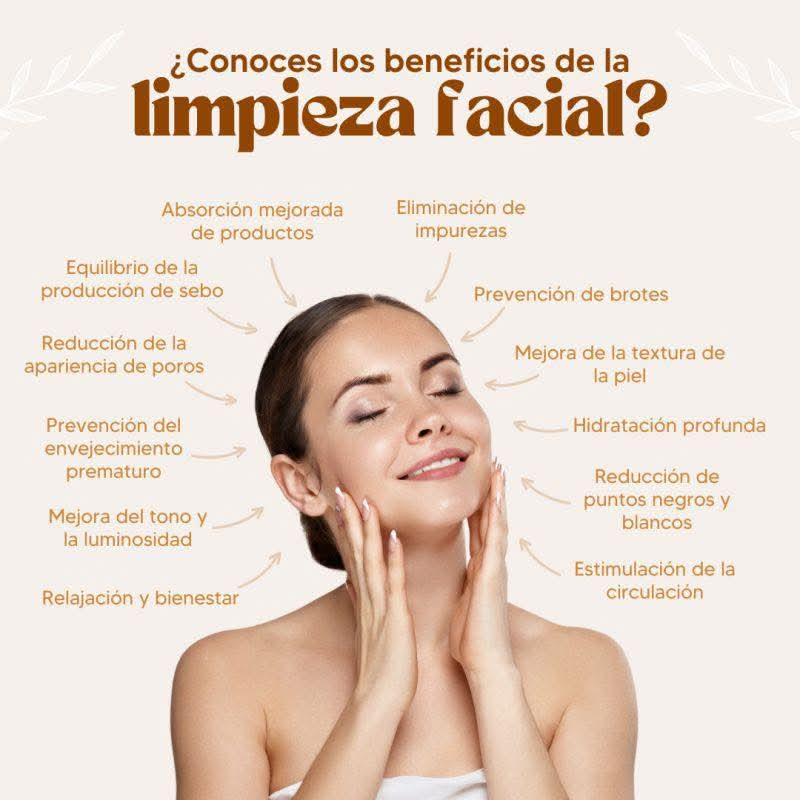 ¿Conoces los beneficios de la
limpieza facial?
Absorción mejorada
de productos
Eliminación de
impurezas
Equilibrio de la
producción de sebo
Prevención de brotes
Reducción de la
apariencia de poros
Mejora de la textura de
la piel
Prevención del
envejecimiento
prematuro
Hidratación profunda
Mejora del tono y
la luminosidad
Reducción de
puntos negros y
blancos
Relajación y bienestar
Estimulación de la
circulación